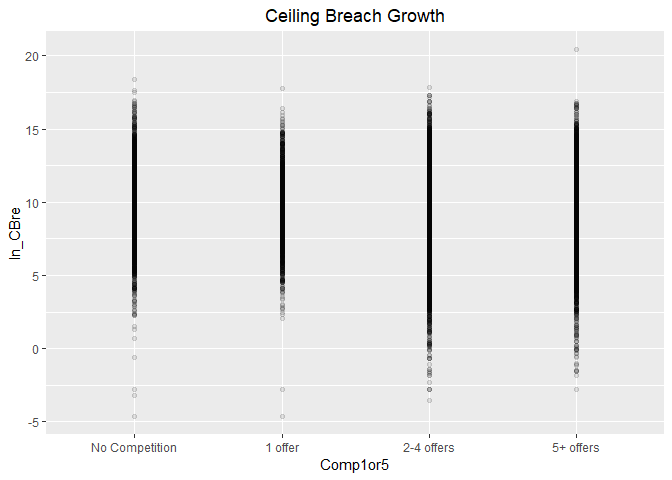 Ceiling Breach Growth
20
15
10
5
0
-5
ln_CBre
No Competition 1 offer 2-4 offers 5+ offers
Comp1or5